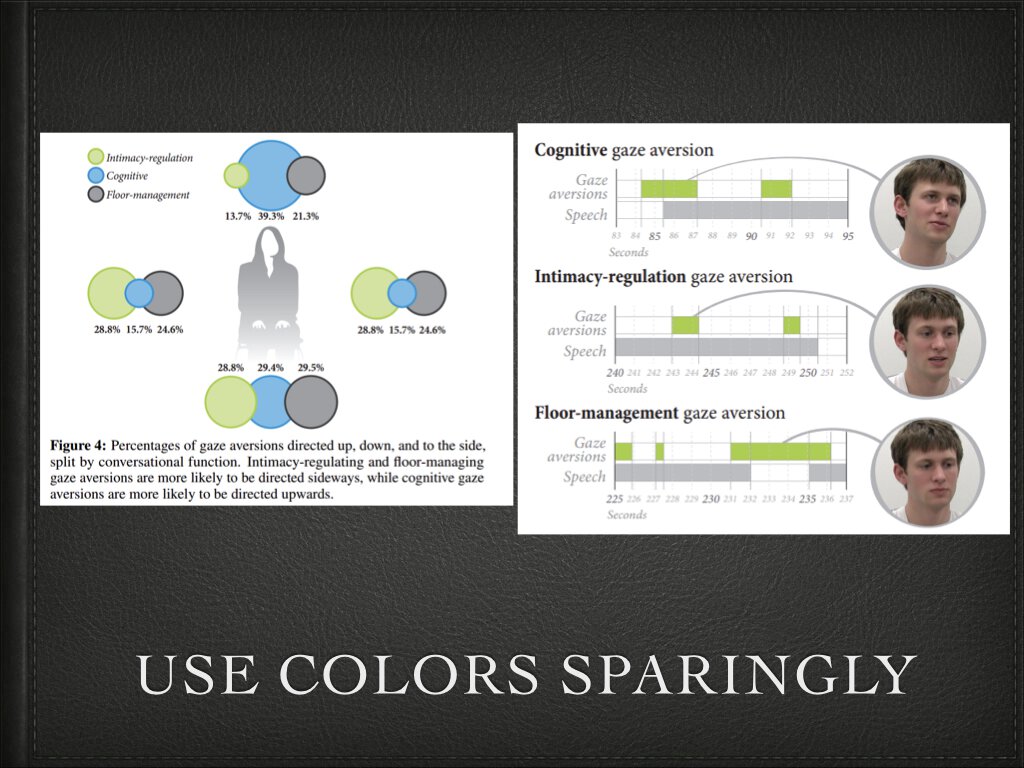 Intimacy-regulation
Cognitive
Floor-management
13.7% 39.3% 21.3%
28.8% 15.7% 24.6%
28.8% 15.7% 24.6%
28.8% 29.4% 29.5%
Figure 4: Percentages of gaze aversions directed up, down, and to the side,
split by conversational function. Intimacy-regulating and floor-managing
gaze aversions are more likely to be directed sideways, while cognitive gaze
aversions are more likely to be directed upwards.
Cognitive gaze aversion
Gaze
aversions
Speech
83 84 85 86 87 88 89 90 91 92 93 94 95
Seconds
Intimacy-regulation gaze aversion
Gaze
aversions
Speech
240 241 242 243 244 245 246 247 248 249 250 251 252
Seconds
Floor-management gaze aversion
Gaze
aversions
Speech
225 226 227 228 229 230 231 232 233 234 235 236 237
Seconds
USE COLORS SPARINGLY